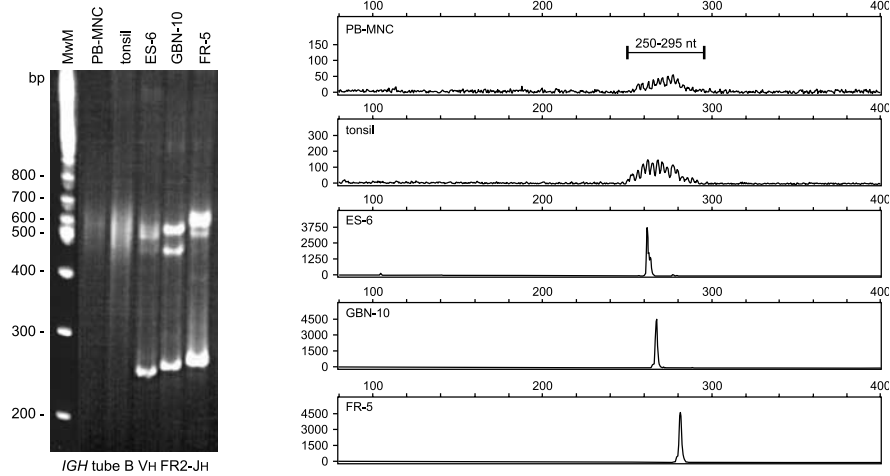 MwM
PB-MNC
tonsil
ES-6
GBN-10
FR-5
bp
800 -
700 -
600 -
500 -
400 -
300 -
200 -
IGH tube B VH FR2-JH
100 200 300 400
PB-MNC
250-295 nt
150
100
50
0
100 200 300 400
tonsil
300
200
100
0
100 200 300 400
ES-6
3750
2500
1250
0
100 200 300 400
GBN-10
4500
3000
1500
0
100 200 300 400
FR-5
4500
3000
1500
0